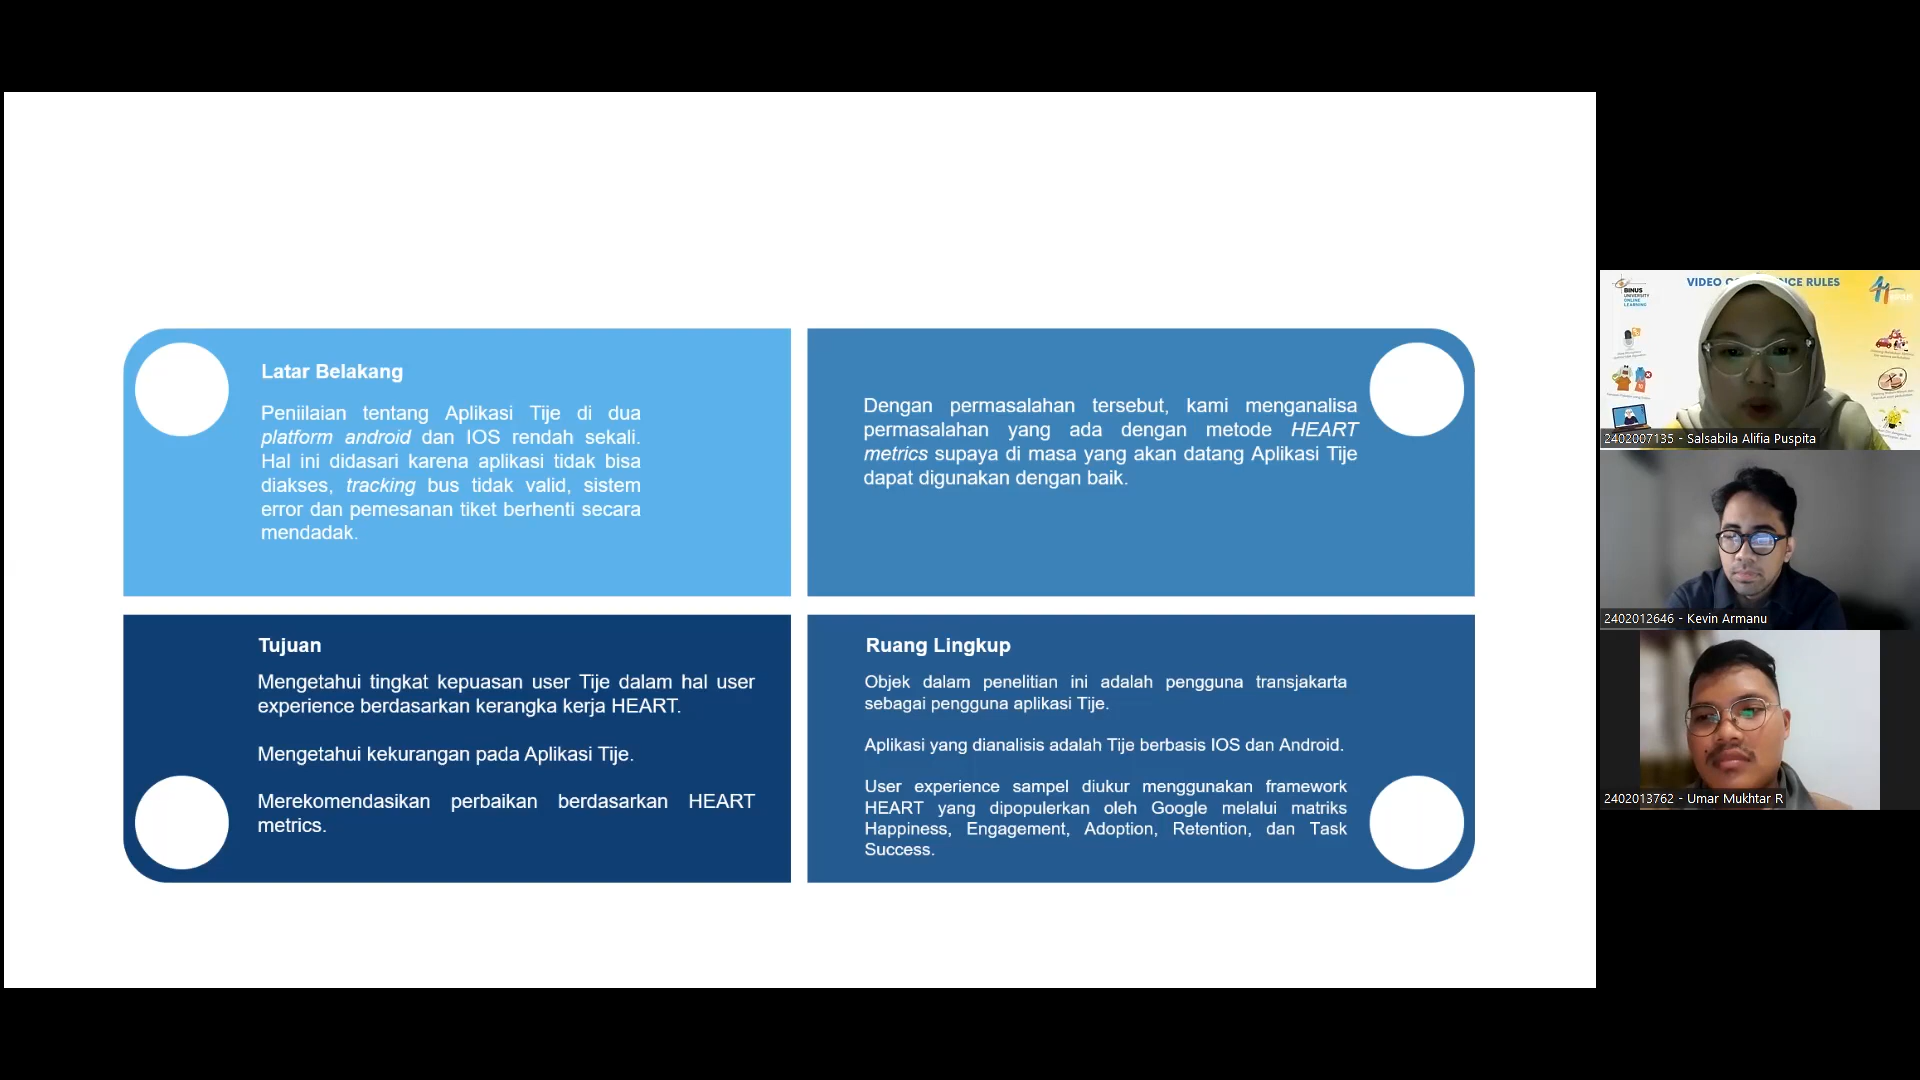 Latar Belakang
Peniilaian tentang Aplikasi Tije di dua
platform android dan IOS rendah sekali.
Hal ini didasari karena aplikasi tidak bisa
diakses, tracking bus tidak valid, sistem
error dan pemesanan tiket berhenti secara
mendadak.
Dengan permasalahan tersebut, kami menganalisa
permasalahan yang ada dengan metode HEART
metrics supaya di masa yang akan datang Aplikasi Tije
dapat digunakan dengan baik.
Tujuan
Mengetahui tingkat kepuasan user Tije dalam hal user
experience berdasarkan kerangka kerja HEART.
Mengetahui kekurangan pada Aplikasi Tije.
Merekomendasikan perbaikan berdasarkan HEART
metrics.
Ruang Lingkup
Objek dalam penelitian ini adalah pengguna transjakarta
sebagai pengguna aplikasi Tije.
Aplikasi yang dianalisis adalah Tije berbasis IOS dan Android.
User experience sampel diukur menggunakan framework
HEART yang dipopulerkan oleh Google melalui matriks
Happiness, Engagement, Adoption, Retention, dan Task
Success.
BINUS
UNIVERSITY
ONLINE
LEARNING
VIDEO RULES
2402007135 - Salsabila Alifia Puspita
2402012646 - Kevin Armanu
2402013762 - Umar Mukhtar R